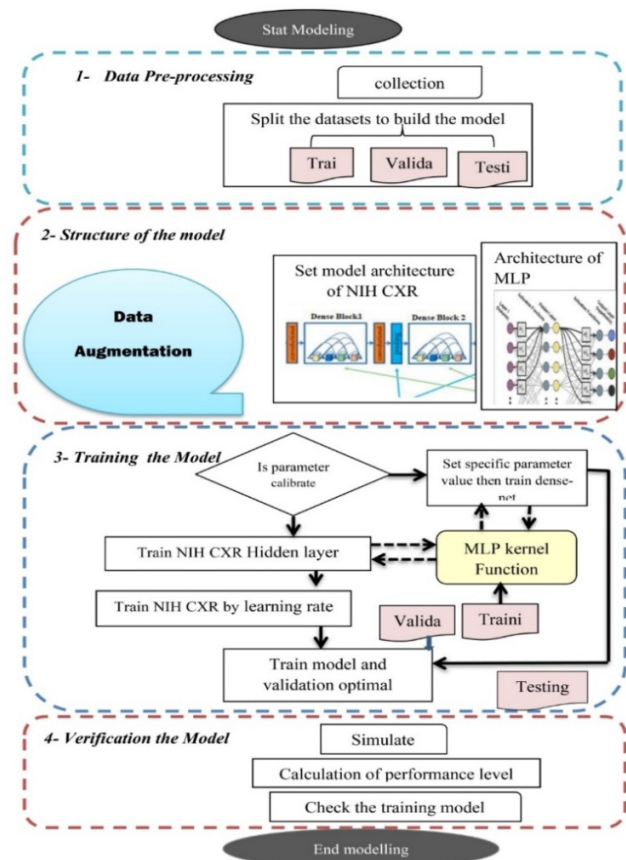 Stat Modeling
1- Data Pre-processing
collection
Split the datasets to build the model
Trai
Valida
Testi
2- Structure of the model
Data
Augmentation
Set model architecture
of NIH CXR
Dense Block1
Dense Block 2
Architecture of
MLP
3- Training the Model
Is parameter
calibrate
Set specific parameter
value then train dense-
net
Train NIH CXR Hidden layer
MLP kernel
Function
Train NIH CXR by learning rate
Valida
Traini
Train model and
validation optimal
Testing
4- Verification the Model
Simulate
Calculation of performance level
Check the training model
End modelling